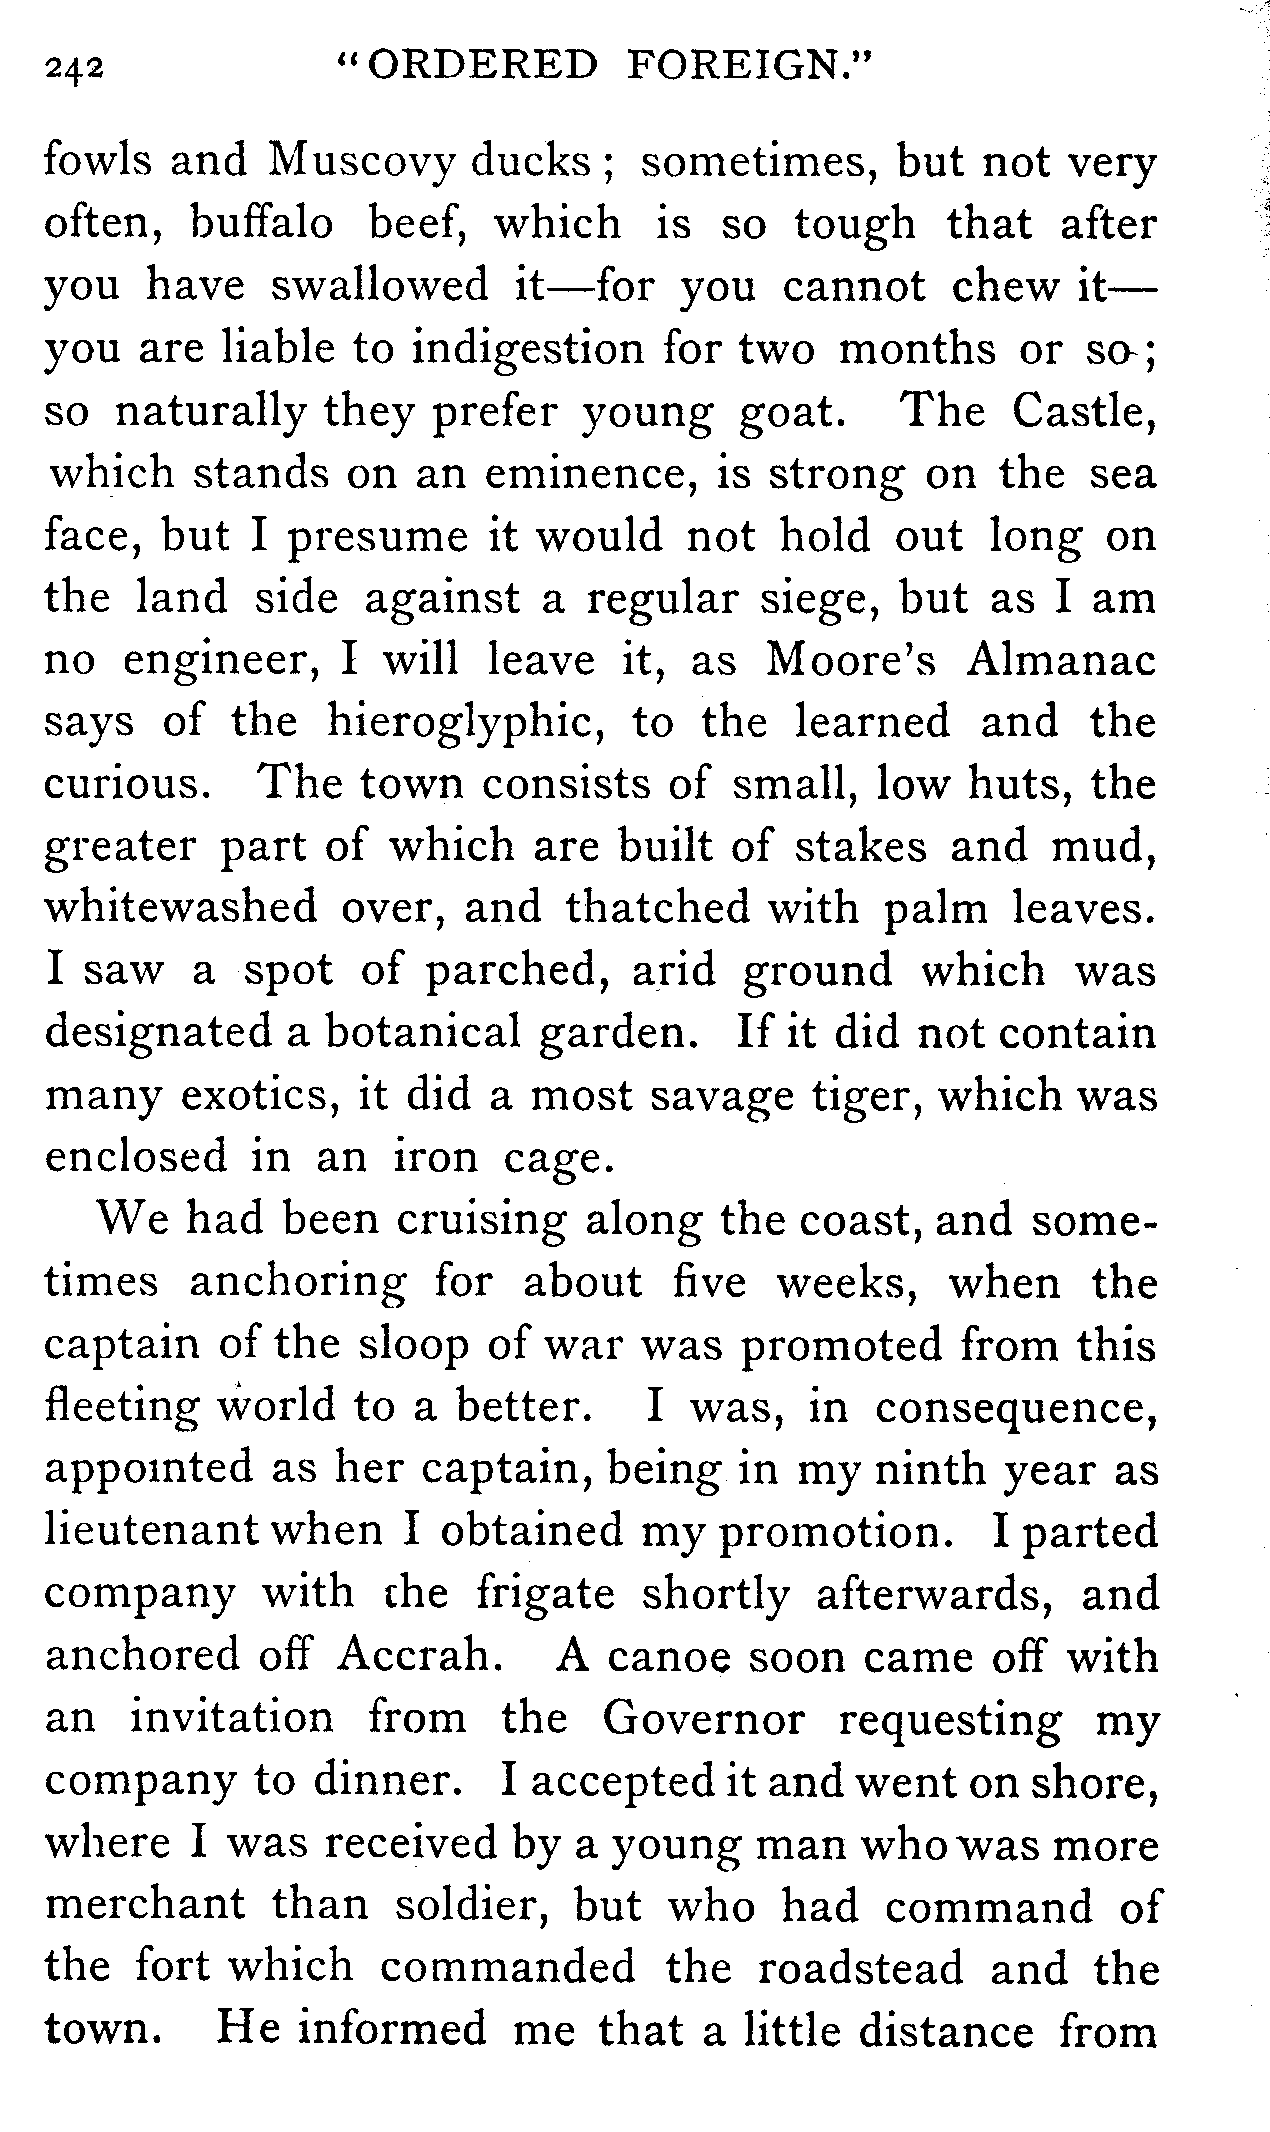 242 "ORDERED FOREIGN."
fowls and Muscovy ducks ; sometimes, but not very
often, buffalo beef, which is so tough that after
you have swallowed it—for you cannot chew it—
you are liable to indigestion for two months or so ;
so naturally they prefer young goat. The Castle,
which stands on an eminence, is strong on the sea
face, but I presume it would not hold out long on
the land side against a regular siege, but as I am
no engineer, I will leave it, as Moore's Almanac
says of the hieroglyphic, to the learned and the
curious. The town consists of small, low huts, the
greater part of which are built of stakes and mud,
whitewashed over, and thatched with palm leaves.
I saw a spot of parched, arid ground which was
designated a botanical garden. If it did not contain
many exotics, it did a most savage tiger, which was
enclosed in an iron cage.
We had been cruising along the coast, and some-
times anchoring for about five weeks, when the
captain of the sloop of war was promoted from this
fleeting world to a better. I was, in consequence,
appointed as her captain, being in my ninth year as
lieutenant when I obtained my promotion. I parted
company with the frigate shortly afterwards, and
anchored off Accrah. A canoe soon came off with
an invitation from the Governor requesting my
company to dinner. I accepted it and went on shore,
where I was received by a young man who was more
merchant than soldier, but who had command of
the fort which commanded the roadstead and the
town. He informed me that a little distance from